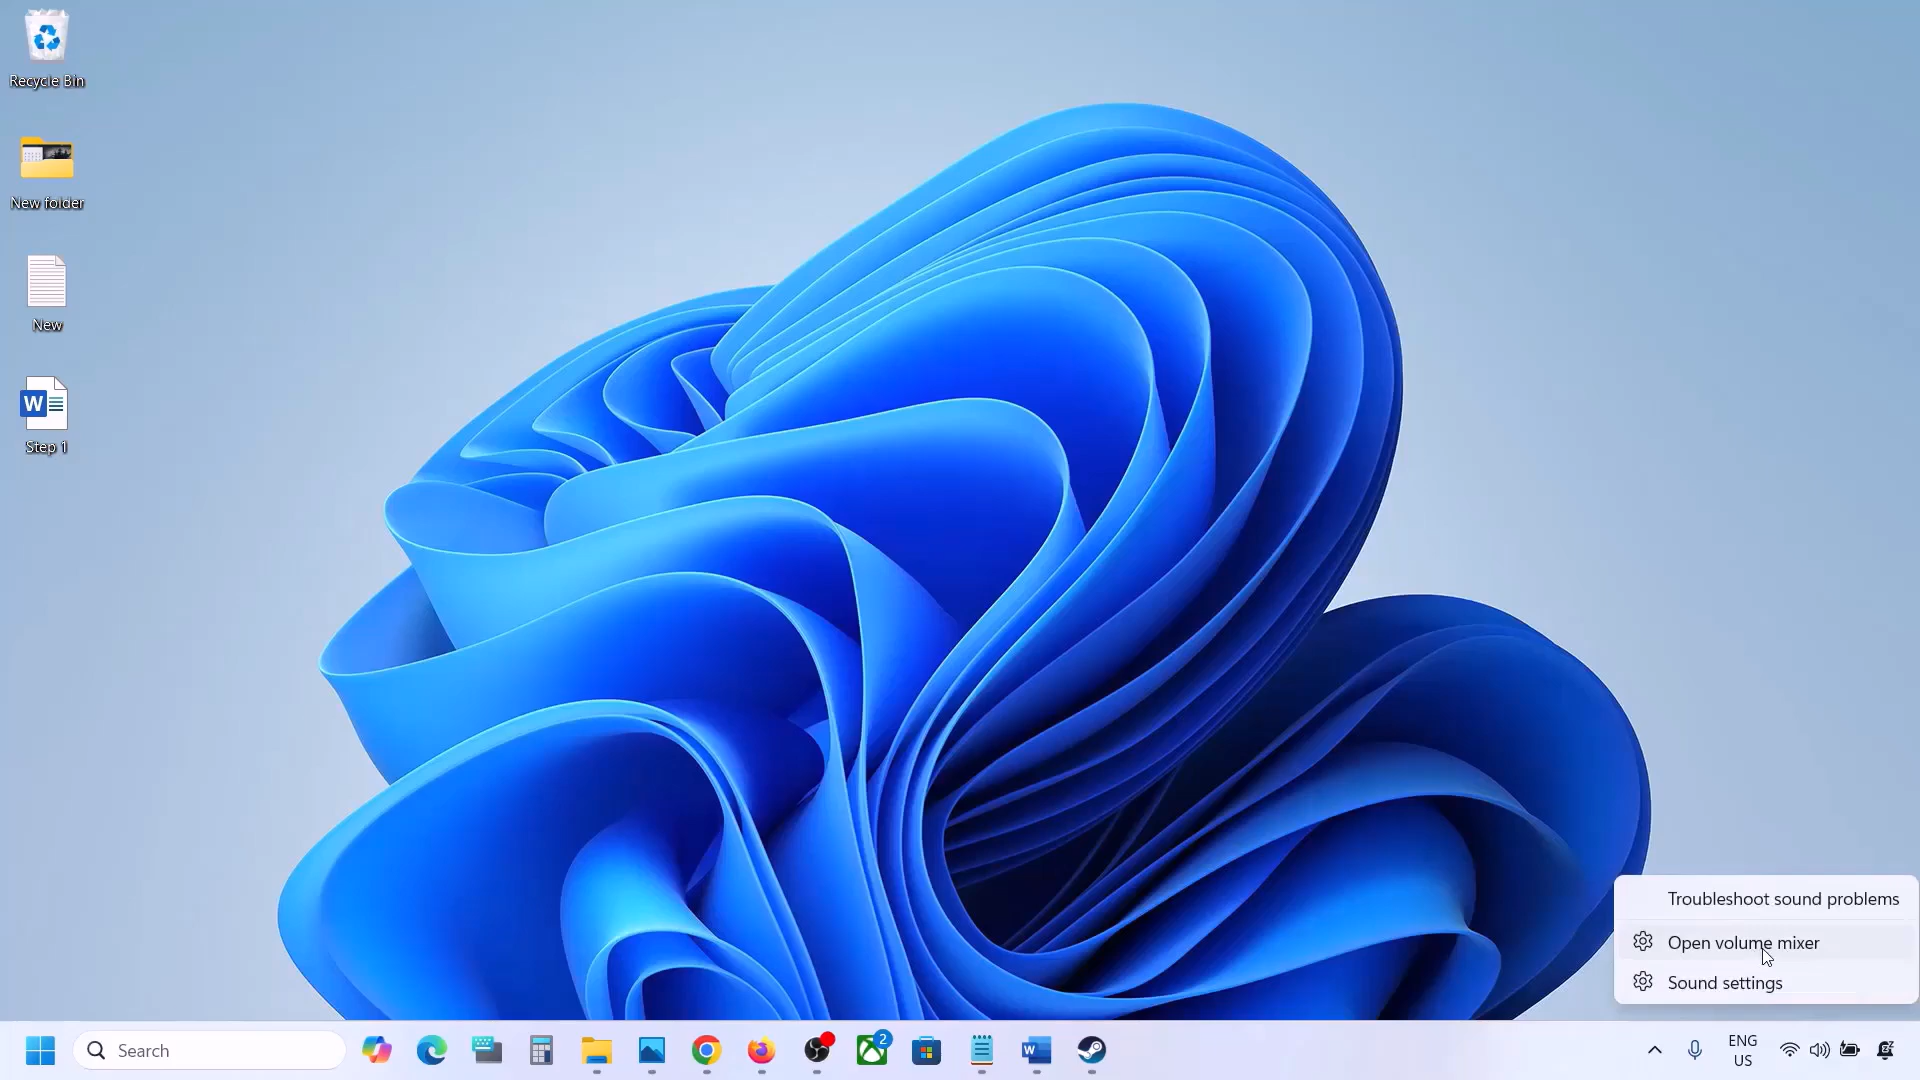 Recycle Bin
New folder
New
W
Step 1
Troubleshoot sound problems
Open volume mixer
Sound settings
Search
2
W
ENG
US